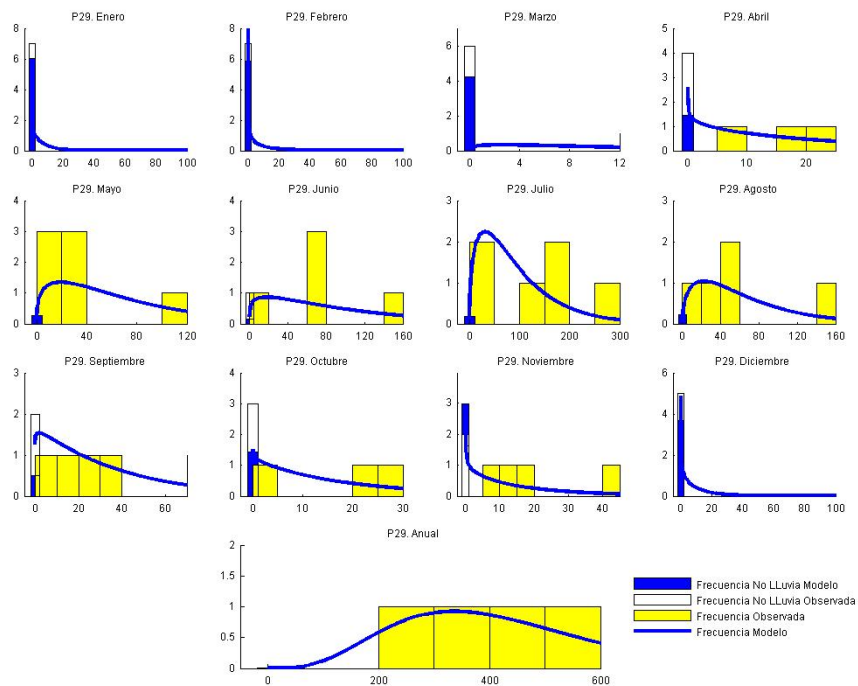 P29. Enero
8
6
4
2
0
0 20 40 60 80 100
P29. Febrero
8
6
4
2
0
0 20 40 60 80 100
P29. Marzo
8
6
4
2
0
0 4 8 12
P29. Abril
5
4
3
2
1
0
0 10 20
P29. Mayo
4
3
2
1
0
0 40 80 120
P29. Junio
4
3
2
1
0
0 40 80 120 160
P29. Julio
3
2
1
0
0 100 200 300
P29. Agosto
3
2
1
0
0 40 80 120 160
P29. Septiembre
3
2
1
0
0 20 40 60
P29. Octubre
4
3
2
1
0
0 10 20 30
P29. Noviembre
4
3
2
1
0
0 10 20 30 40
P29. Diciembre
6
4
2
0
0 20 40 60 80 100
P29. Anual
2
1.5
1
0.5
0
0 200 400 600
Frecuencia No LLuvia Modelo
Frecuencia No LLuvia Observada
Frecuencia Observada
Frecuencia Modelo